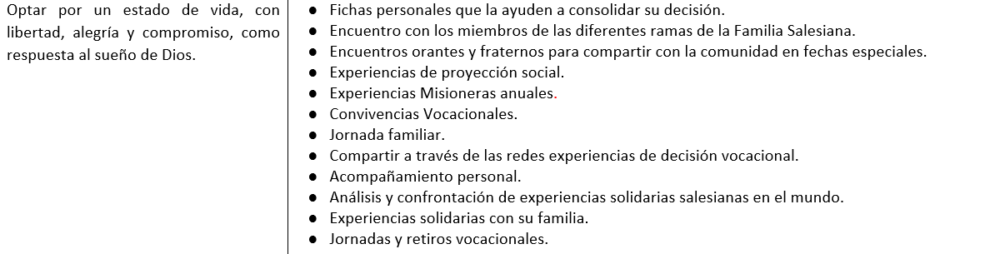 Optar por un estado de vida, con
libertad, alegría y compromiso, como
respuesta al sueño de Dios.
● Fichas personales que la ayuden a consolidar su decisión.
● Encuentro con los miembros de las diferentes ramas de la Familia Salesiana.
● Encuentros orantes y fraternos para compartir con la comunidad en fechas especiales.
● Experiencias de proyección social.
● Experiencias Misioneras anuales.
● Convivencias Vocacionales.
● Jornada familiar.
● Compartir a través de las redes experiencias de decisión vocacional.
● Acompañamiento personal.
● Análisis y confrontación de experiencias solidarias salesianas en el mundo.
● Experiencias solidarias con su familia.
● Jornadas y retiros vocacionales.